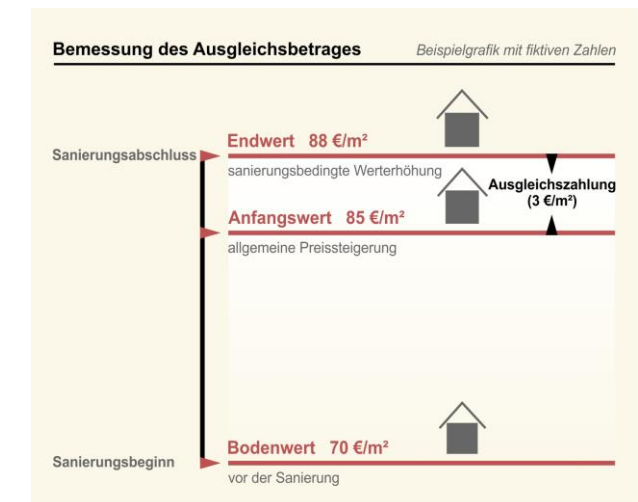 Bemessung des Ausgleichsbetrages
Beispielgrafik mit fiktiven Zahlen
Endwert 88 €/m²
Sanierungsabschluss
sanierungsbedingte Werterhöhung
Ausgleichszahlung
(3 €/m²)
Anfangswert 85 €/m²
allgemeine Preissteigerung
Bodenwert 70 €/m²
Sanierungsbeginn
vor der Sanierung